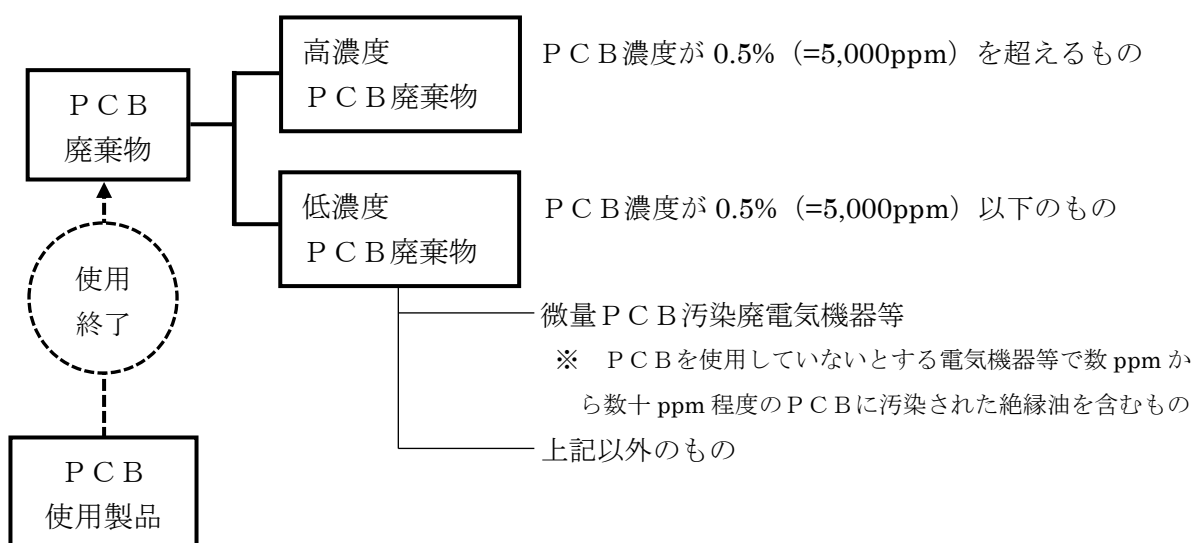 高濃度
ＰＣＢ廃棄物
ＰＣＢ濃度が 0.5%（=5,000ppm）を超えるもの
ＰＣＢ
廃棄物
低濃度
ＰＣＢ廃棄物
ＰＣＢ濃度が 0.5%（=5,000ppm）以下のもの
使用
終了
微量ＰＣＢ汚染廃電気機器等
※　ＰＣＢを使用していないとする電気機器等で数 ppm か
ら数十 ppm 程度のＰＣＢに汚染された絶縁油を含むもの
上記以外のもの
ＰＣＢ
使用製品